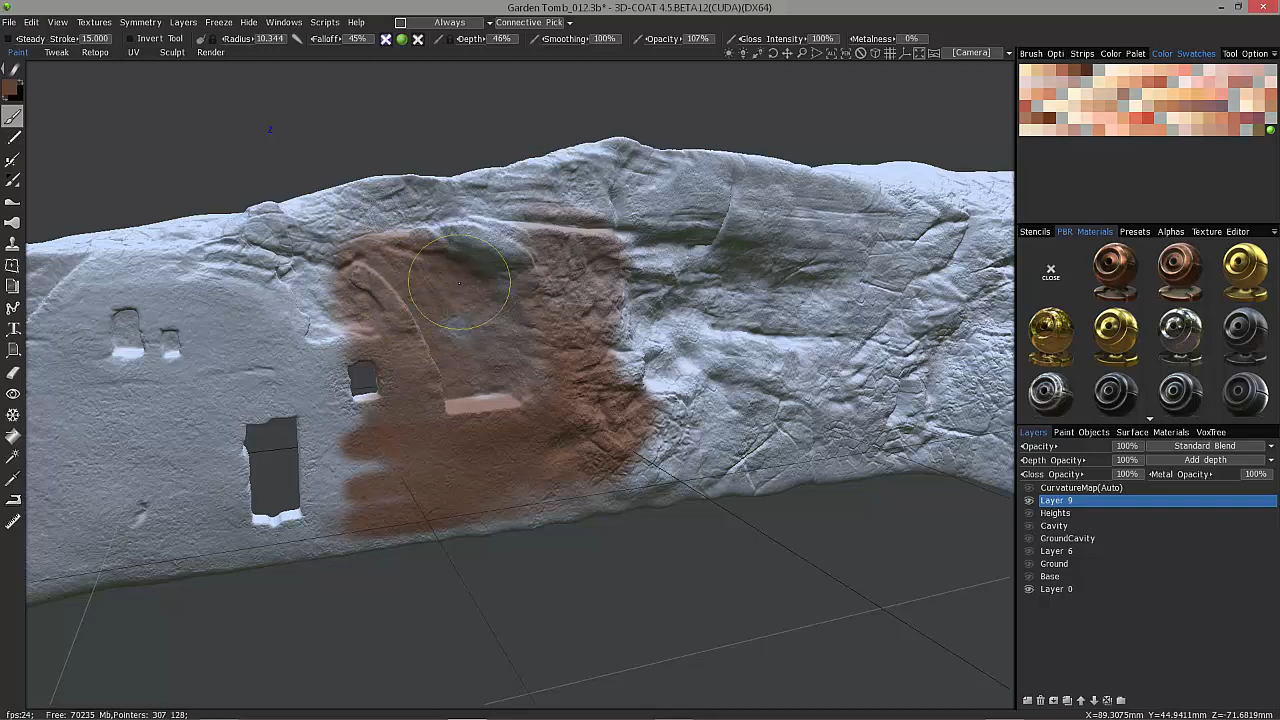 Garden Tomb_012.3b* - 3D-COAT 4.5.BETA12(CUDA)(DX64)
File Edit View Textures Symmetry Layers Freeze Hide Windows Scripts Help Always Connective Pick
Steady Stroke 15.000 Invert Tool Radius 10.344 Falloff 45% Depth 46% Smoothing 100% Opacity 107% Gloss Intensity 100% Metalness 0%
Paint Tweak Retopo UV Sculpt Render [Camera]
Brush Opti Strips Color Palet Color Swatches Tool Option
Z
Stencils PBR Materials Presets Alphas Texture Editor
CLOSE
Layers Paint Objects Surface Materials VoxTree
Opacity 100% Standard Blend
Depth Opacity 100% Add depth
Gloss Opacity 100% Metal Opacity 100%
CurvatureMap(Auto)
Layer 9
Heights
Cavity
GroundCavity
Layer 6
Ground
Base
Layer 0
fps:24; Free: 70235 Mb,Pointers: 307 128; X=89.3075mm Y=44.9411mm Z=-71.6819mm